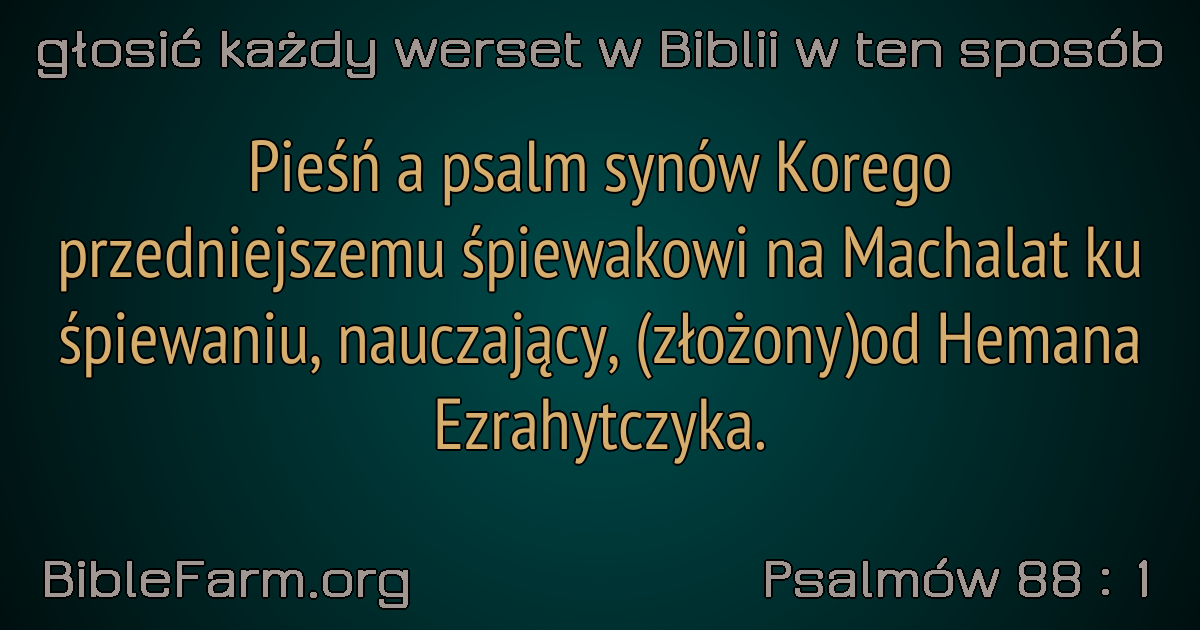 głosić każdy werset w Biblii w ten sposób
Pieśń a psalm synów Korego
przedniejszemu śpiewakowi na Machalat ku
śpiewaniu, nauczający, (złożony)od Hemana
Ezrahytczyka.
BibleFarm.org
Psalmów 88 : 1